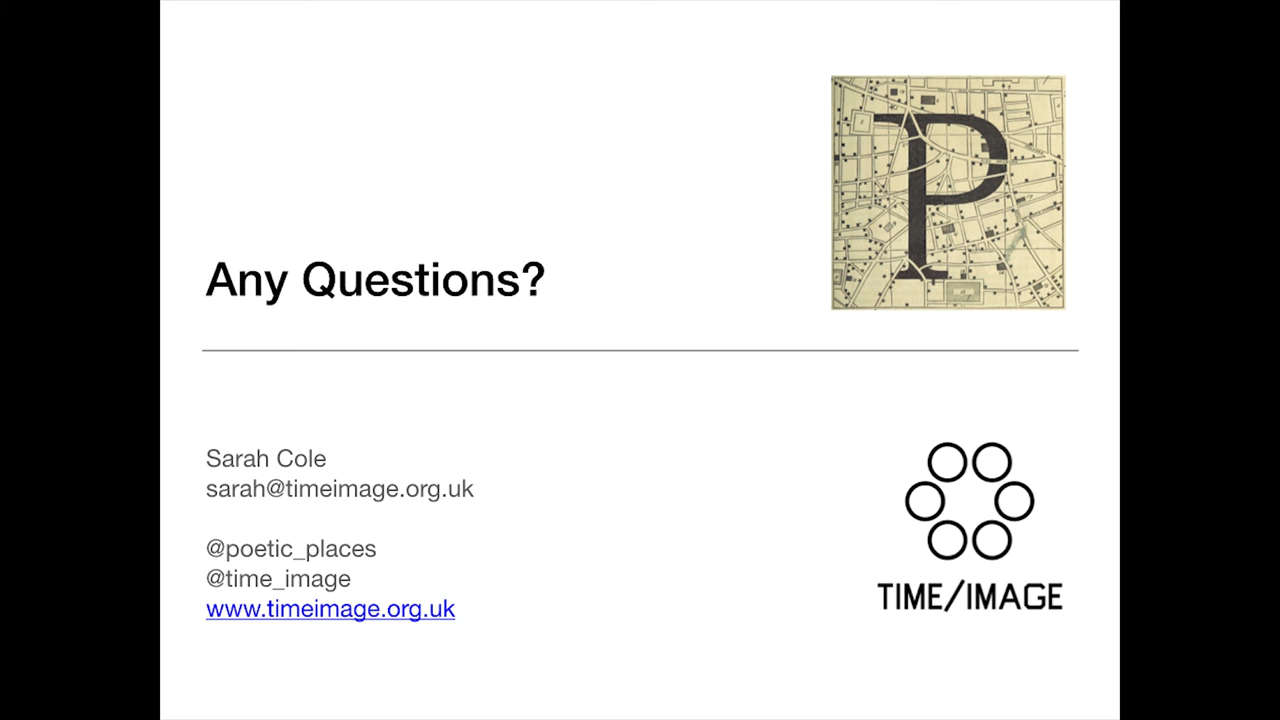 P
Any Questions?
Sarah Cole
sarah@timeimage.org.uk
@poetic_places
@time_image
www.timeimage.org.uk
TIME/IMAGE